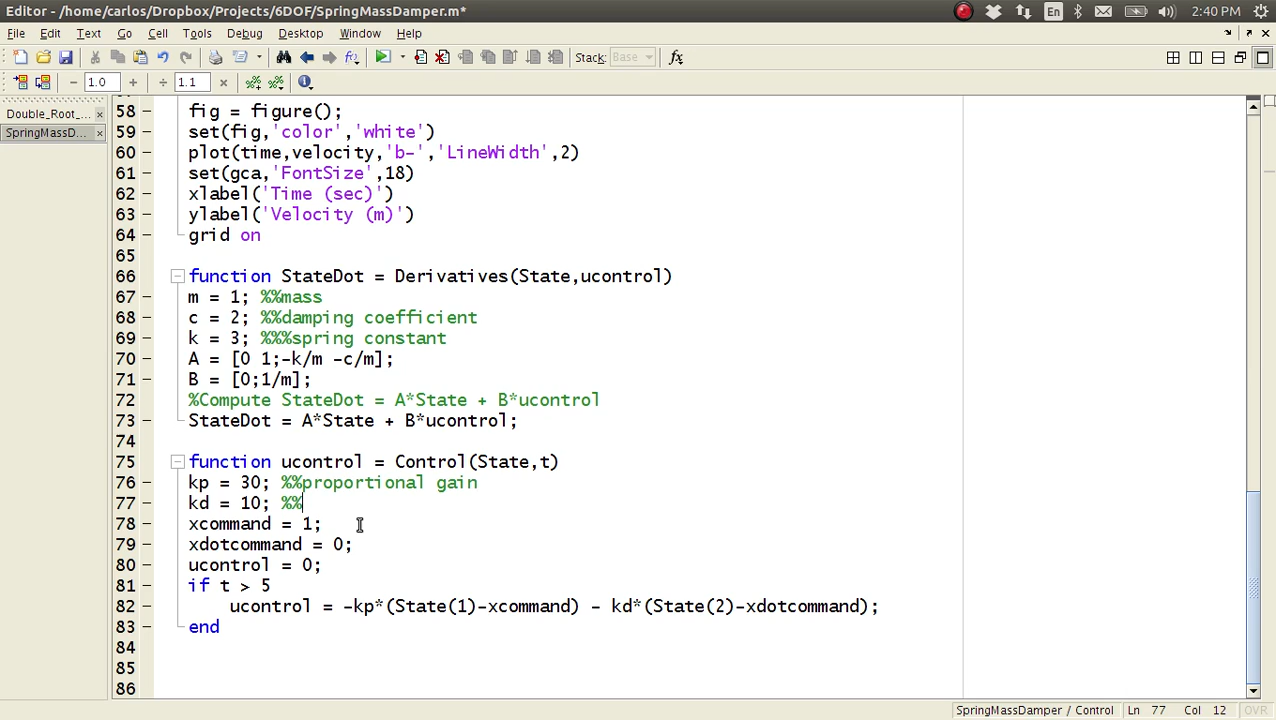 Editor - /home/carlos/Dropbox/Projects/6DOF/SpringMassDamper.m*
En
2:40 PM
File Edit Text Go Cell Tools Debug Desktop Window Help
Stack: Base
fx
- 1.0 + ÷ 1.1 ×
Double_Root_... ×
SpringMassD... ×
58 fig = figure();
59 set(fig,'color','white')
60 plot(time,velocity,'b-','LineWidth',2)
61 set(gca,'FontSize',18)
62 xlabel('Time (sec)')
63 ylabel('Velocity (m)')
64 grid on
65
66 function StateDot = Derivatives(State,ucontrol)
67 m = 1; %%mass
68 c = 2; %%damping coefficient
69 k = 3; %%%spring constant
70 A = [0 1;-k/m -c/m];
71 B = [0;1/m];
72 %Compute StateDot = A*State + B*ucontrol
73 StateDot = A*State + B*ucontrol;
74
75 function ucontrol = Control(State,t)
76 kp = 30; %%proportional gain
77 kd = 10; %%
78 xcommand = 1;
79 xdotcommand = 0;
80 ucontrol = 0;
81 if t > 5
82 ucontrol = -kp*(State(1)-xcommand) - kd*(State(2)-xdotcommand);
83 end
84
85
86
SpringMassDamper / Control Ln 77 Col 12 OVR